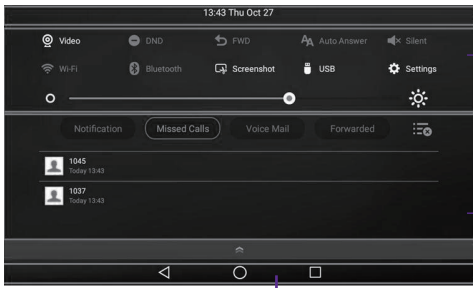 13:43 Thu Oct 27
Video DND FWD AA Auto Answer Silent
Wi-Fi Bluetooth Screenshot USB Settings
Notification Missed Calls Voice Mail Forwarded
1045
Today 13:43
1037
Today 13:43